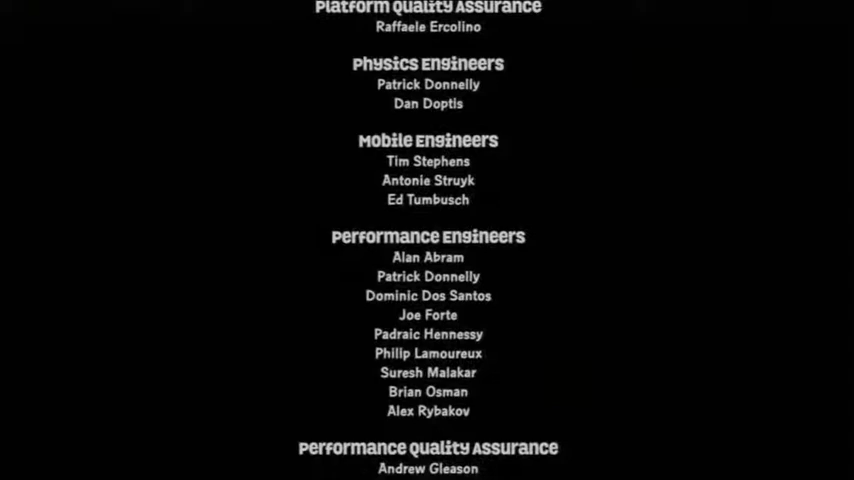 Platform Quality Assurance
Raffaele Ercolino
Physics Engineers
Patrick Donnelly
Dan Doptis
Mobile Engineers
Tim Stephens
Antonie Struyk
Ed Tumbusch
Performance Engineers
Alan Abram
Patrick Donnelly
Dominic Dos Santos
Joe Forte
Padraic Hennessy
Philip Lamoureux
Suresh Malakar
Brian Osman
Alex Rybakov
Performance Quality Assurance
Andrew Gleason